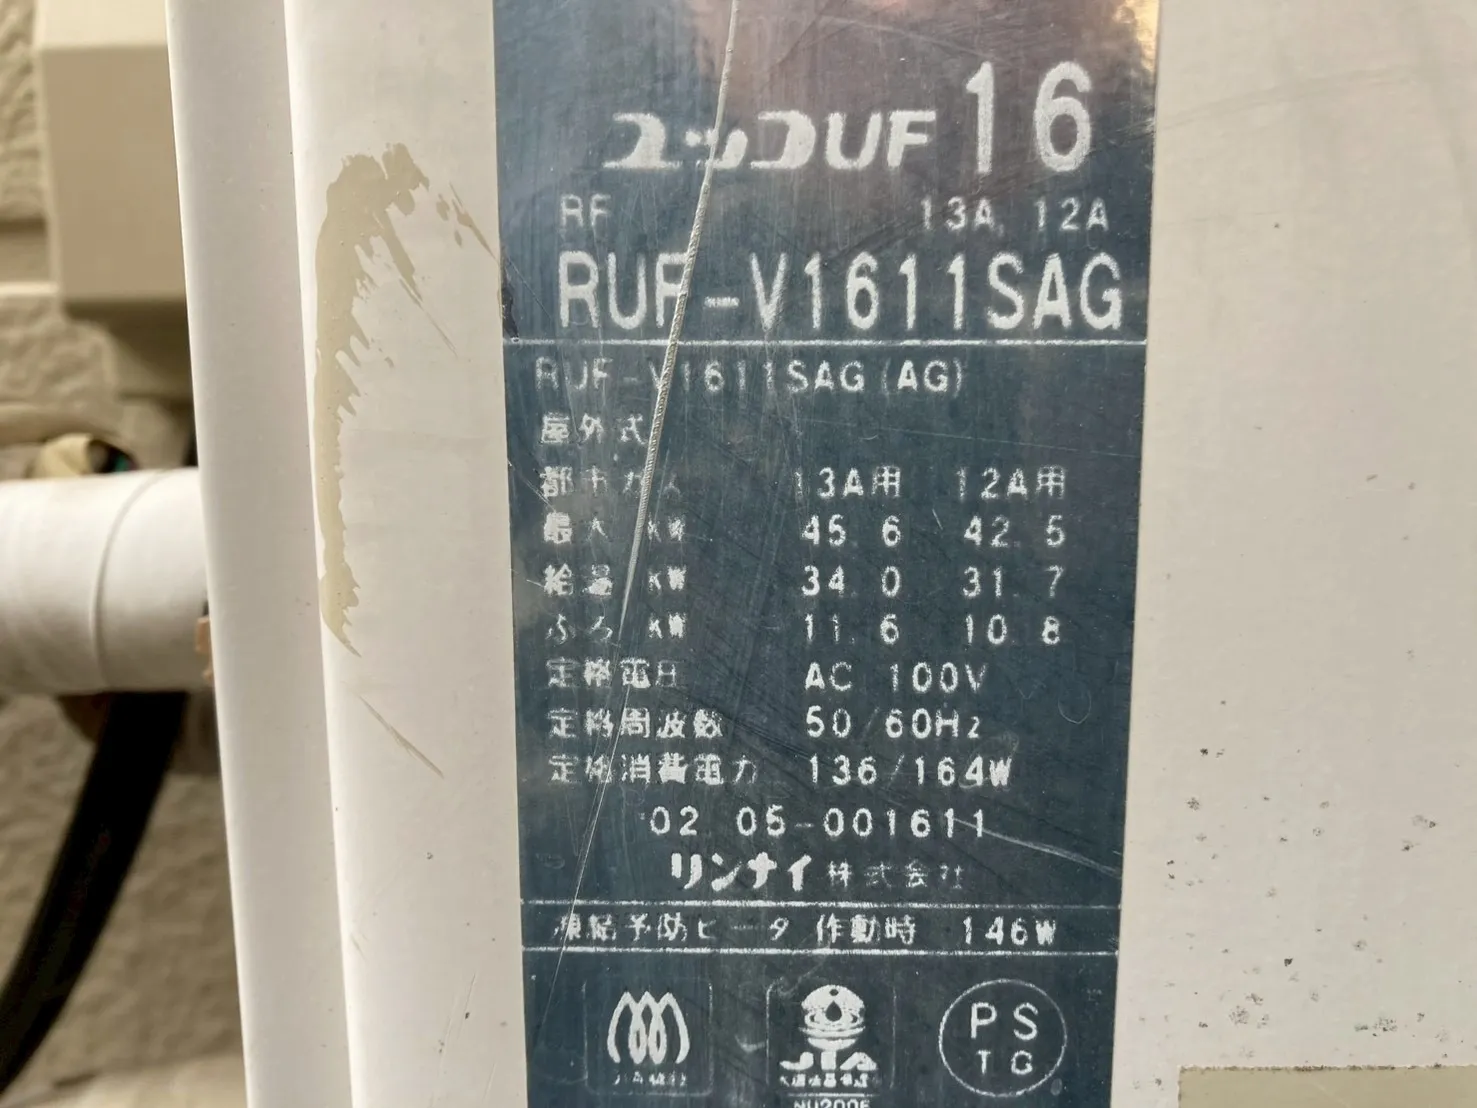 ユッコUF 16
RF 13A, 12A
RUF-V1611SAG
RUF-V1611SAG(AG)
屋外式
都市ガス 13A用 12A用
最大 kW 45.6 42.5
給湯 kW 34.0 31.7
ふろ kW 11.6 10.8
定格電圧 AC 100V
定格周波数 50/60Hz
定格消費電力 136/164W
02.05-001611
リンナイ株式会社
凍結予防ヒータ作動時 146W
JIA
PS
TG